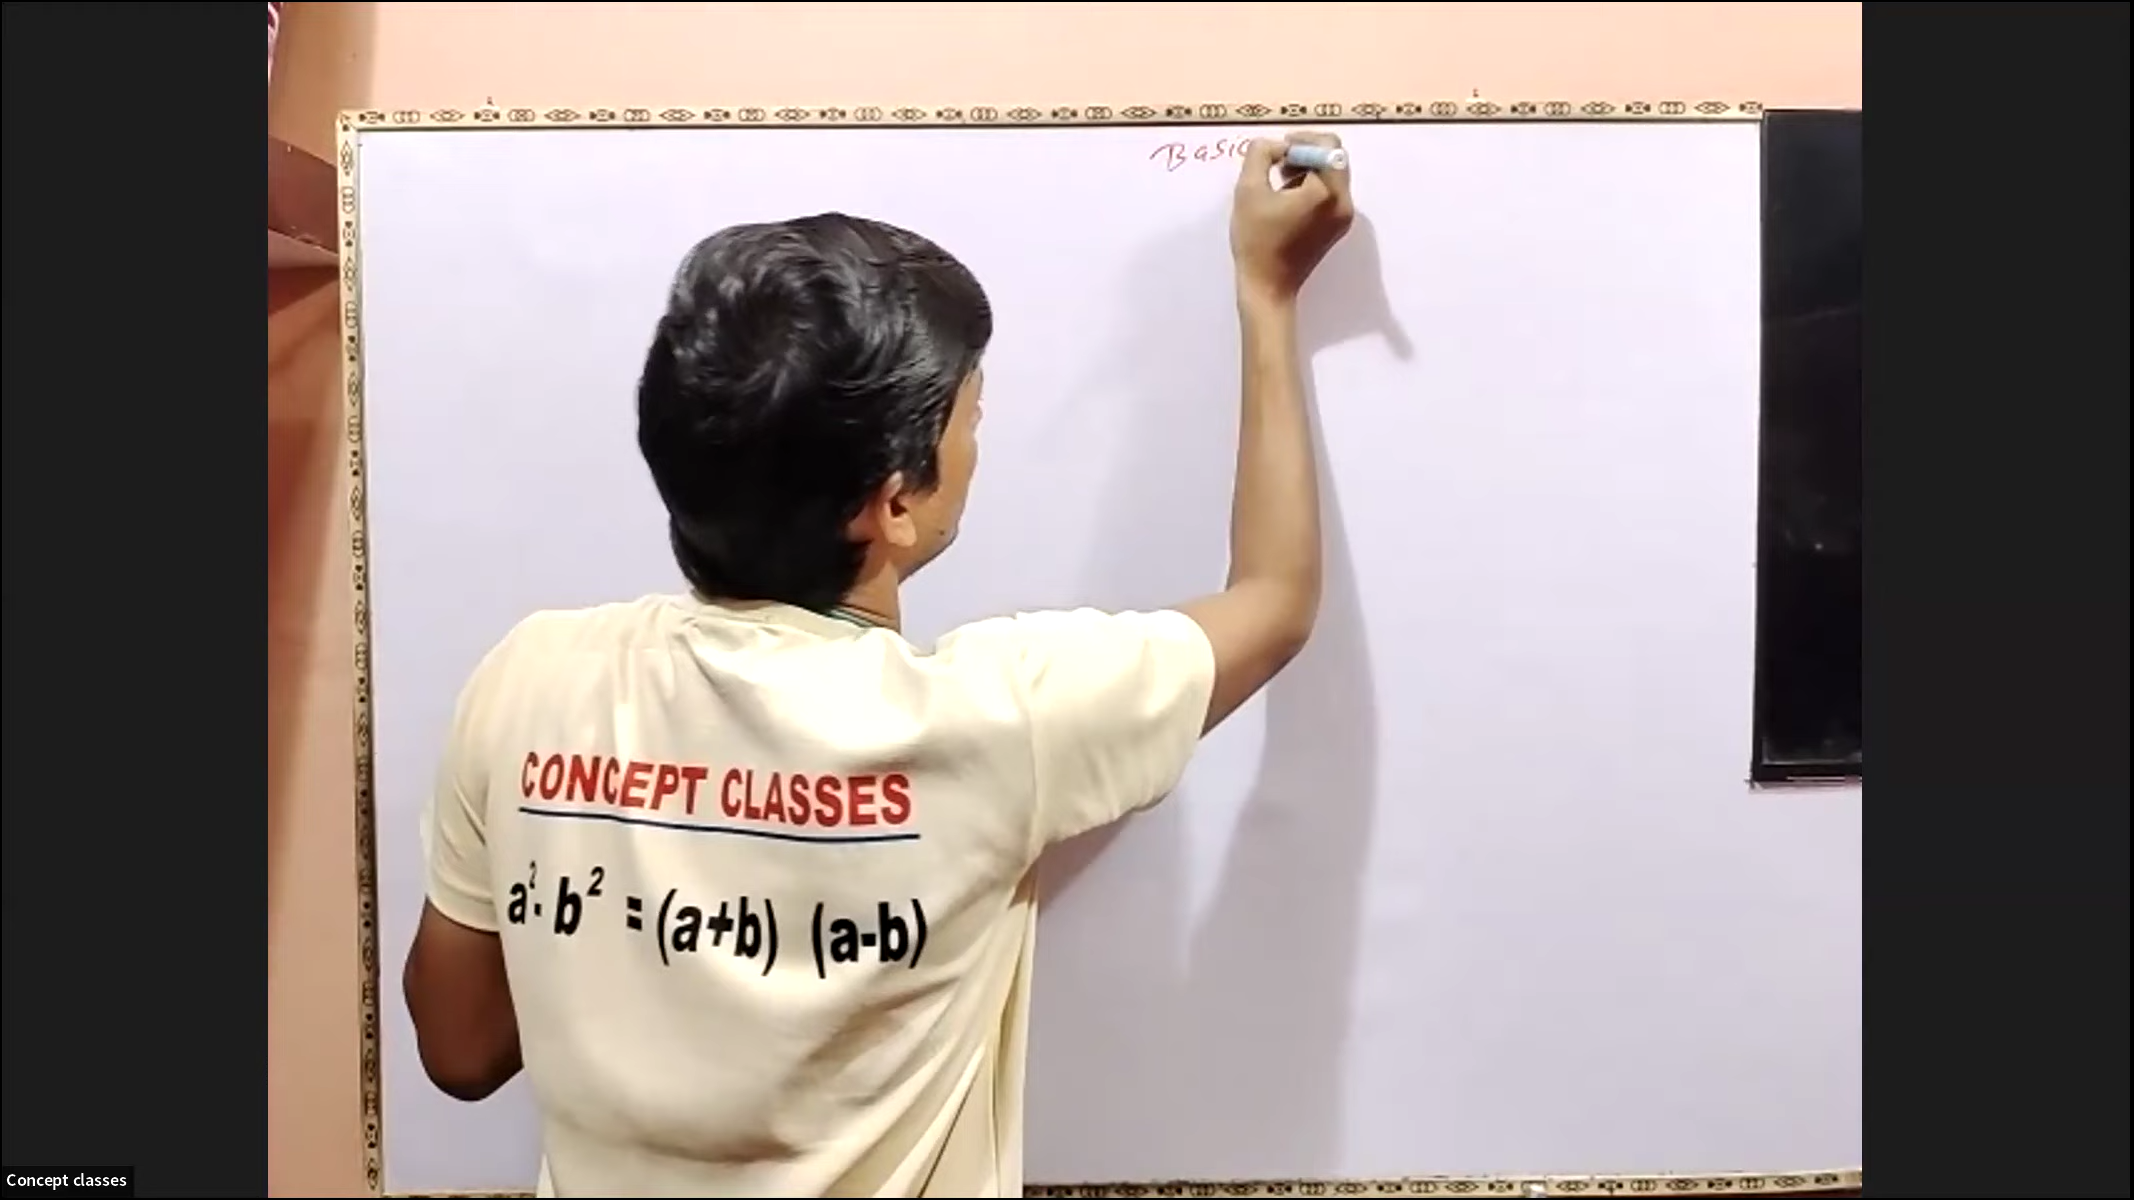 Basic
CONCEPT CLASSES
a²- b² = (a+b) (a-b)
Concept classes